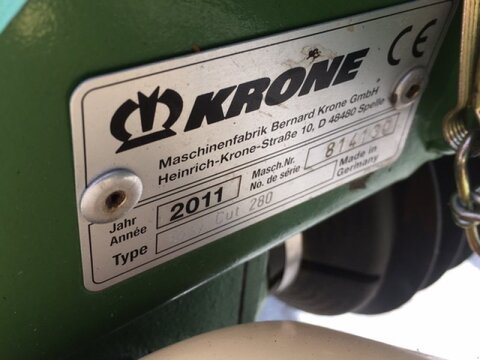 KRONE
CE
Maschinenfabrik Bernard Krone GmbH
Heinrich-Krone-Straße 10, D 48480 Spelle
Jahr
Année
2011
Masch.Nr.
No. de série
Made in
Germany
Type
Cut 280